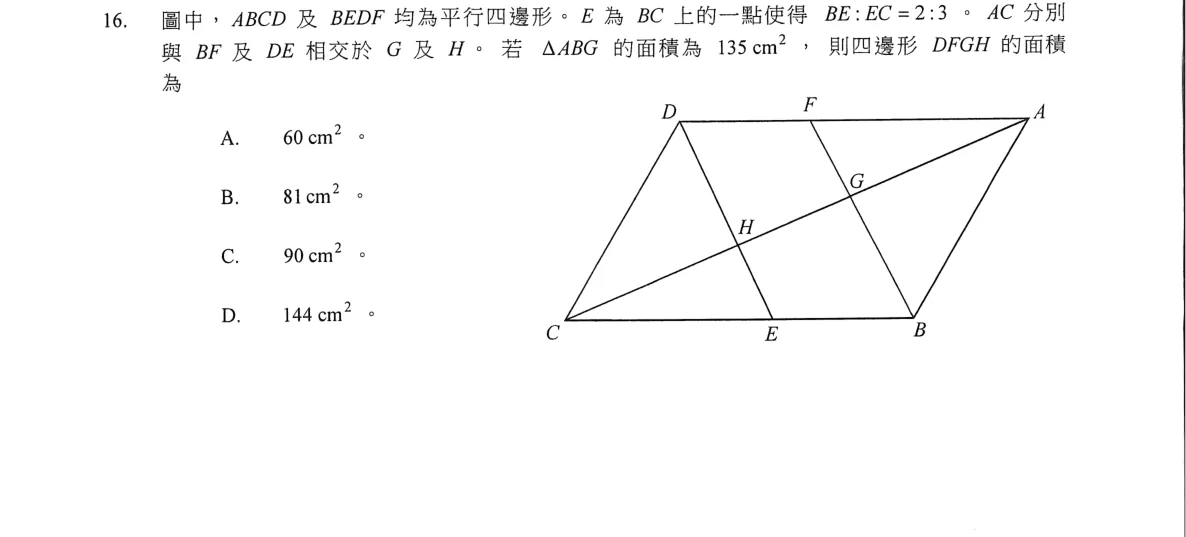 16. 圖中，ABCD 及 BEDF 均為平行四邊形。E 為 BC 上的一點使得 BE : EC = 2 : 3 。 AC 分別
與 BF 及 DE 相交於 G 及 H 。 若 ΔABG 的面積為 135 cm² ， 則四邊形 DFGH 的面積
為
A. 60 cm² 。
B. 81 cm² 。
C. 90 cm² 。
D. 144 cm² 。
D F A
G
H
C E B